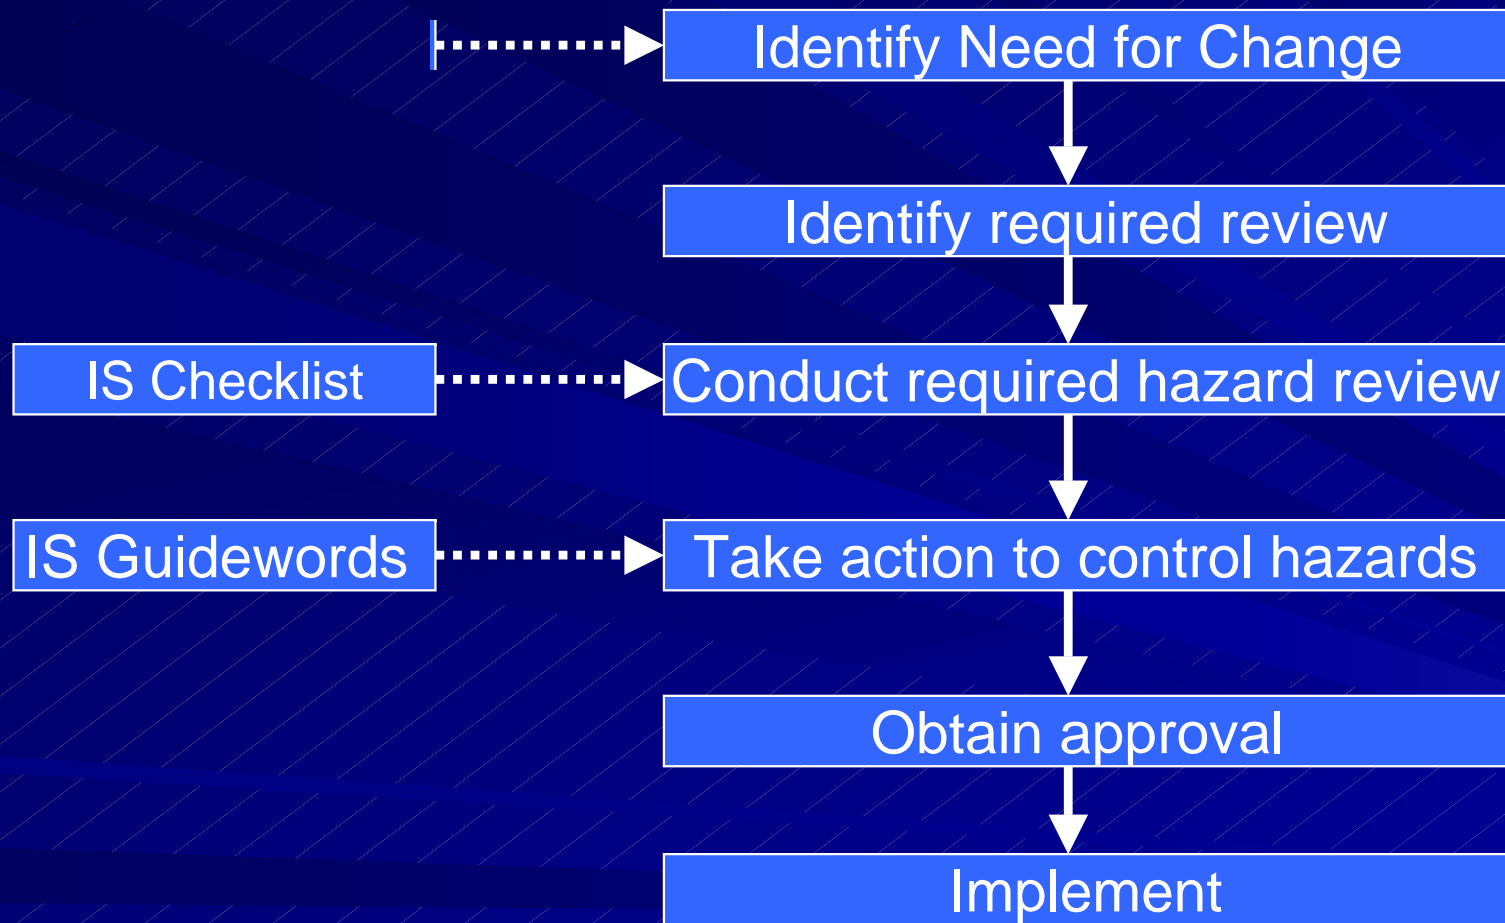 Identify Need for Change
Identify required review
IS Checklist
Conduct required hazard review
IS Guidewords
Take action to control hazards
Obtain approval
Implement